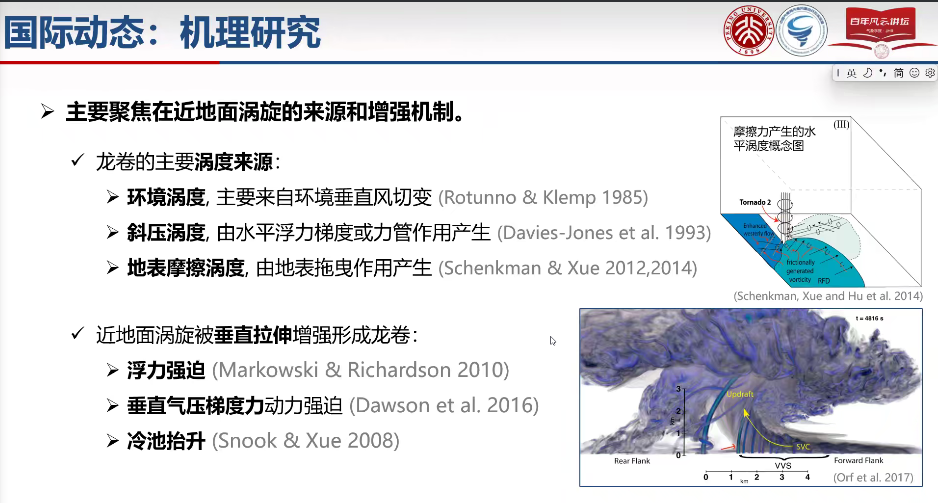 国际动态：机理研究
PEKING UNIVERSITY
1898
百年风云讲坛
英 简
➢ 主要聚焦在近地面涡旋的来源和增强机制。
✓ 龙卷的主要涡度来源：
➢ 环境涡度, 主要来自环境垂直风切变 (Rotunno & Klemp 1985)
➢ 斜压涡度, 由水平浮力梯度或力管作用产生 (Davies-Jones et al. 1993)
➢ 地表摩擦涡度, 由地表拖曳作用产生 (Schenkman & Xue 2012,2014)
✓ 近地面涡旋被垂直拉伸增强形成龙卷：
➢ 浮力强迫 (Markowski & Richardson 2010)
➢ 垂直气压梯度力动力强迫 (Dawson et al. 2016)
➢ 冷池抬升 (Snook & Xue 2008)
(III)
摩擦力产生的水
平涡度概念图
Tornado 2
Enhanced
westerly flow
frictionally
generated
vorticity
RFD
(Schenkman, Xue and Hu et al. 2014)
t = 4816 s
3
2
1
0
km
Updraft
SVC
Rear Flank
VVS
Forward Flank
0 1 2 3 4
km
(Orf et al. 2017)